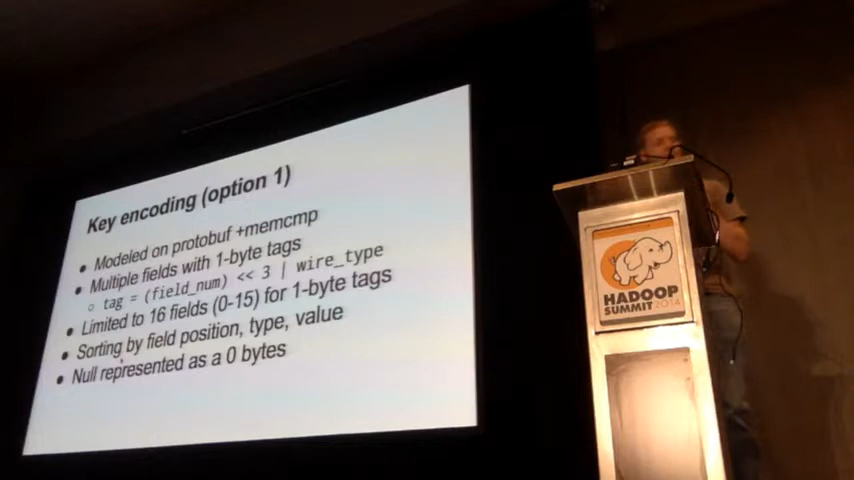 Key encoding (option 1)
● Modeled on protobuf +memcmp
● Multiple fields with 1-byte tags
○ tag = (field_num) << 3 | wire_type
● Limited to 16 fields (0-15) for 1-byte tags
● Sorting by field position, type, value
● Null represented as a 0 bytes
HADOOP
SUMMIT 2014